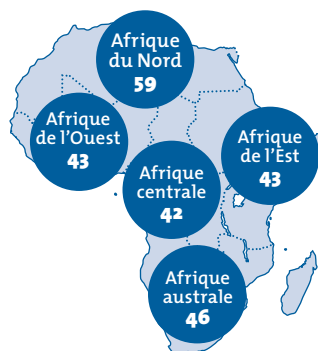 Afrique
du Nord
59
Afrique
de l'Ouest
43
Afrique
de l'Est
43
Afrique
centrale
42
Afrique
australe
46